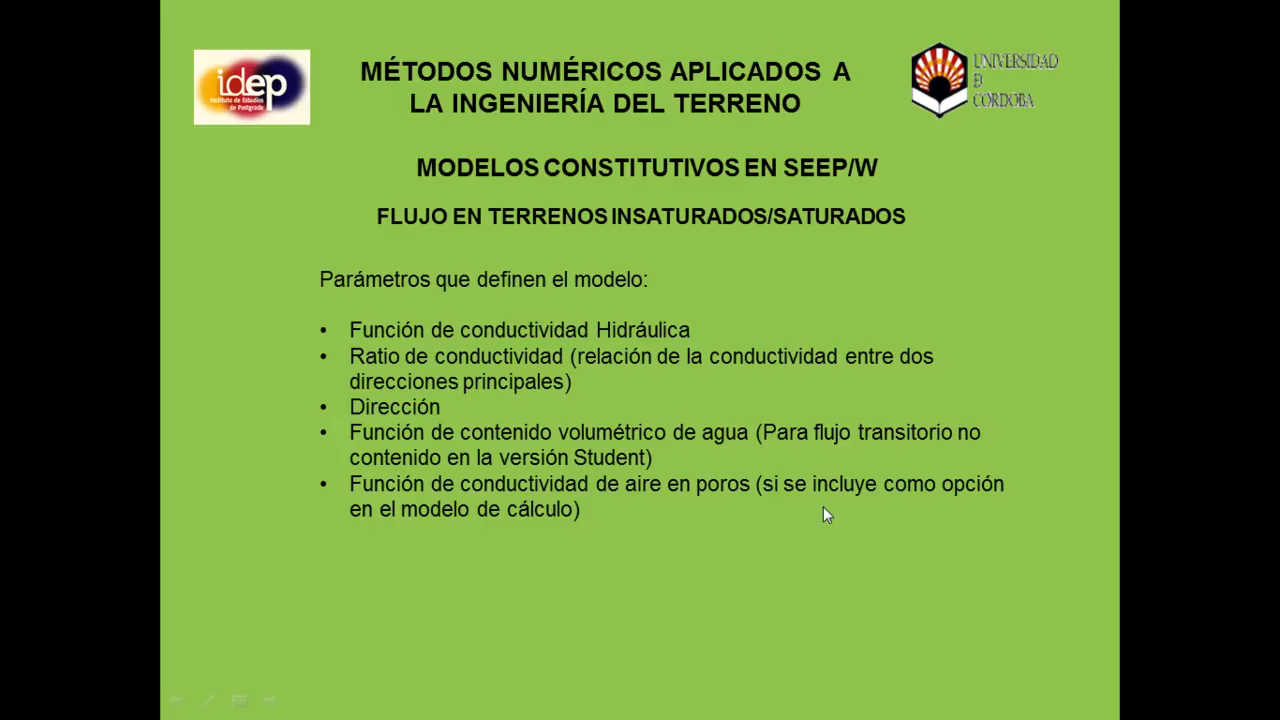 idep
Instituto de Estudios
de Postgrado
MÉTODOS NUMÉRICOS APLICADOS A
LA INGENIERÍA DEL TERRENO
UNIVERSIDAD
DE
CORDOBA
MODELOS CONSTITUTIVOS EN SEEP/W
FLUJO EN TERRENOS INSATURADOS/SATURADOS
Parámetros que definen el modelo:
• Función de conductividad Hidráulica
• Ratio de conductividad (relación de la conductividad entre dos
direcciones principales)
• Dirección
• Función de contenido volumétrico de agua (Para flujo transitorio no
contenido en la versión Student)
• Función de conductividad de aire en poros (si se incluye como opción
en el modelo de cálculo)